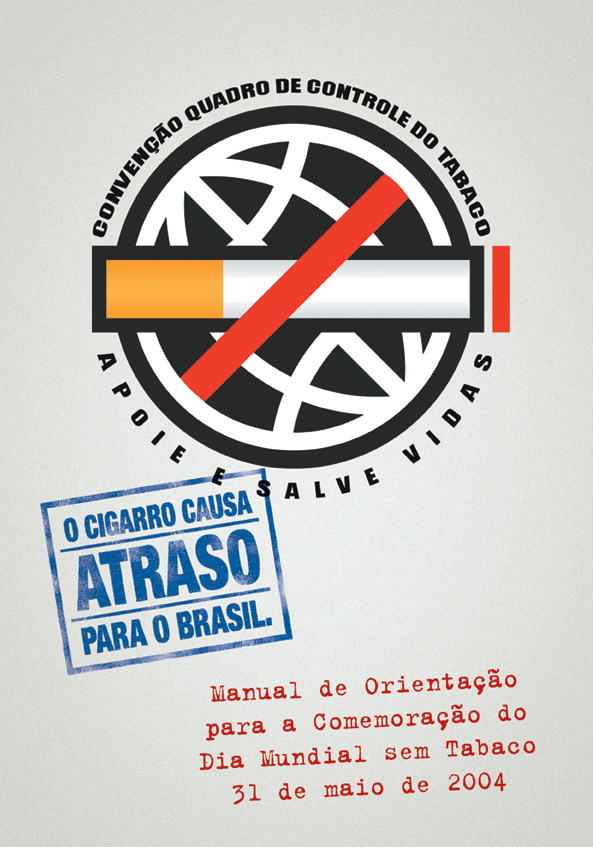 CONVENÇÃO QUADRO DE CONTROLE DO TABACO
APOIE E SALVE VIDAS
O CIGARRO CAUSA
ATRASO
PARA O BRASIL.
Manual de Orientação
para a Comemoração do
Dia Mundial sem Tabaco
31 de maio de 2004